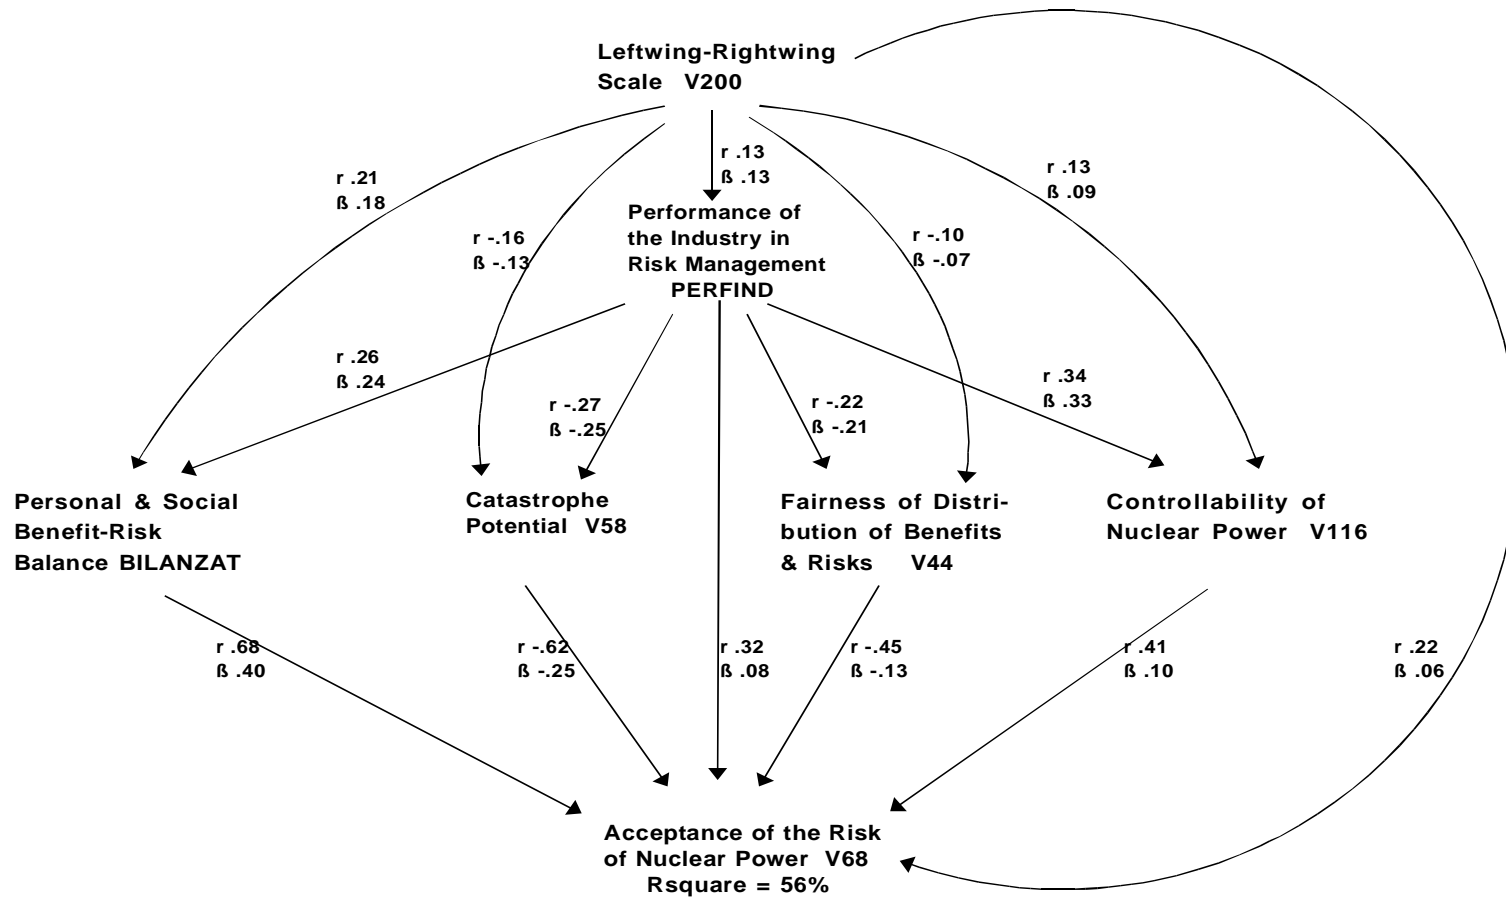 Leftwing-Rightwing
Scale V200
r .13
ß .13
r .21
ß .18
r .13
ß .09
Performance of
the Industry in
Risk Management
PERFIND
r -.16
ß -.13
r -.10
ß -.07
r .26
ß .24
r -.27
ß -.25
r -.22
ß -.21
r .34
ß .33
Personal & Social
Benefit-Risk
Balance BILANZAT
Catastrophe
Potential V58
Fairness of Distri-
bution of Benefits
& Risks V44
Controllability of
Nuclear Power V116
r .68
ß .40
r -.62
ß -.25
r .32
ß .08
r -.45
ß -.13
r .41
ß .10
r .22
ß .06
Acceptance of the Risk
of Nuclear Power V68
Rsquare = 56%